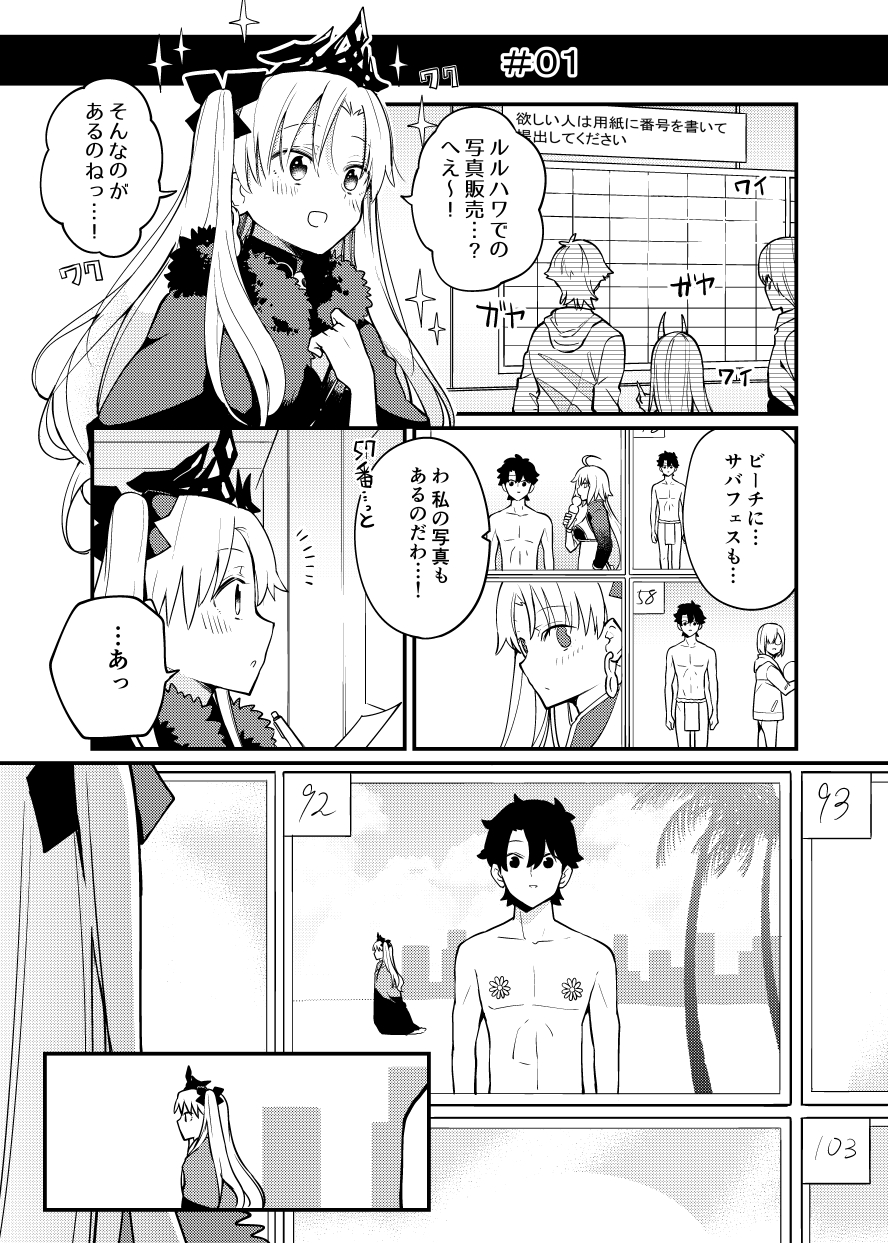 #01
欲しい人は用紙に番号を書いて
提出してください
ワイ
ガヤ
ガヤ
ワイ
ルルハワでの
写真販売…?
へえ～!
ワク
ワク
そんなのが
あるのねっ…!
ビーチに…
サバフェスも…
58
わ 私の写真も
あるのだわ…!
57番…っと
…あっ
92
93
103